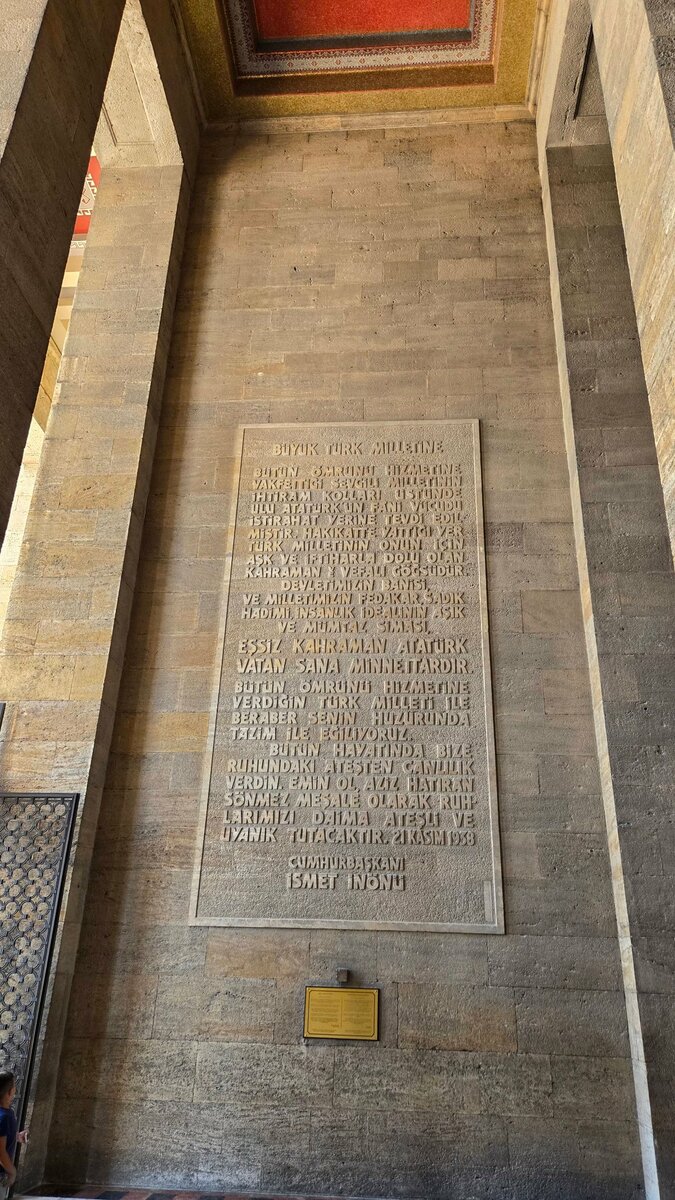 BÜYÜK TÜRK MİLLETİNE
BÜTÜN ÖMRÜNÜ HİZMETİNE
VAKFETTİĞİ SEVGİLİ MİLLETİNİN
İHTİRAM KOLLARI ÜSTÜNDE
ULU ATATÜRK'ÜN FANİ VÜCUDU
İSTİRAHAT YERİNE TEVDİ EDİL
MİŞTİR. HAKİKATTE YATTIĞI YER
TÜRK MİLLETİNİN ONUN İÇİN
AŞK VE İFTİHARLA DOLU OLAN
KAHRAMAN VE VEFALI GÖĞSÜDÜR.
DEVLETİMİZİN BANİSİ,
VE MİLLETİMİZİN FEDAKAR, SADIK
HADİMİ, İNSANLIK İDEALİNİN AŞIK
VE MÜMTAZ SİMASI,
EŞSİZ KAHRAMAN ATATÜRK
VATAN SANA MİNNETTARDIR.
BÜTÜN ÖMRÜNÜ HİZMETİNE
VERDİĞİN TÜRK MİLLETİ İLE
BERABER SENİN HUZURUNDA
TAZİM İLE EĞİLİYORUZ.
BÜTÜN HAYATINDA BİZE
RUHUNDAKİ ATEŞTEN CANLILIK
VERDİN. EMİN OL, AZİZ HATIRAN
SÖNMEZ MEŞALE OLARAK RUH-
LARIMIZI DAİMA ATEŞLİ VE
UYANIK TUTACAKTIR. 21 KASIM 1938
CUMHURBAŞKANI
İSMET İNÖNÜ